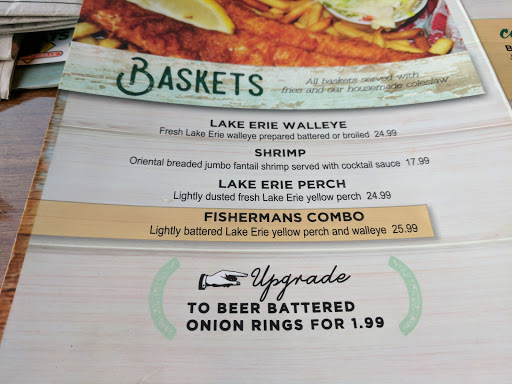 BASKETS
All baskets served with
fries and our housemade coleslaw
LAKE ERIE WALLEYE
Fresh Lake Erie walleye prepared battered or broiled 24.99
SHRIMP
Oriental breaded jumbo fantail shrimp served with cocktail sauce 17.99
LAKE ERIE PERCH
Lightly dusted fresh Lake Erie yellow perch 24.99
FISHERMANS COMBO
Lightly battered Lake Erie yellow perch and walleye 25.99
Upgrade
TO BEER BATTERED
ONION RINGS FOR 1.99